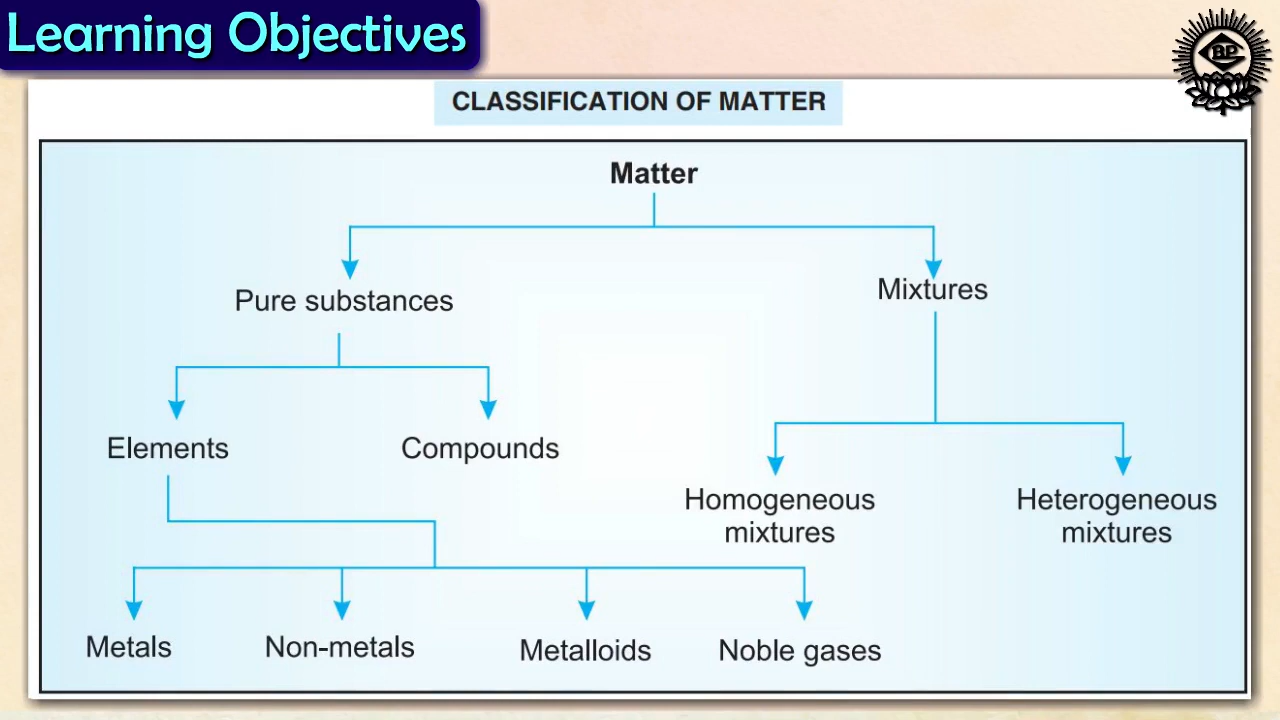 Learning Objectives
BP
CLASSIFICATION OF MATTER
Matter
Pure substances
Mixtures
Elements
Compounds
Homogeneous
mixtures
Heterogeneous
mixtures
Metals
Non-metals
Metalloids
Noble gases